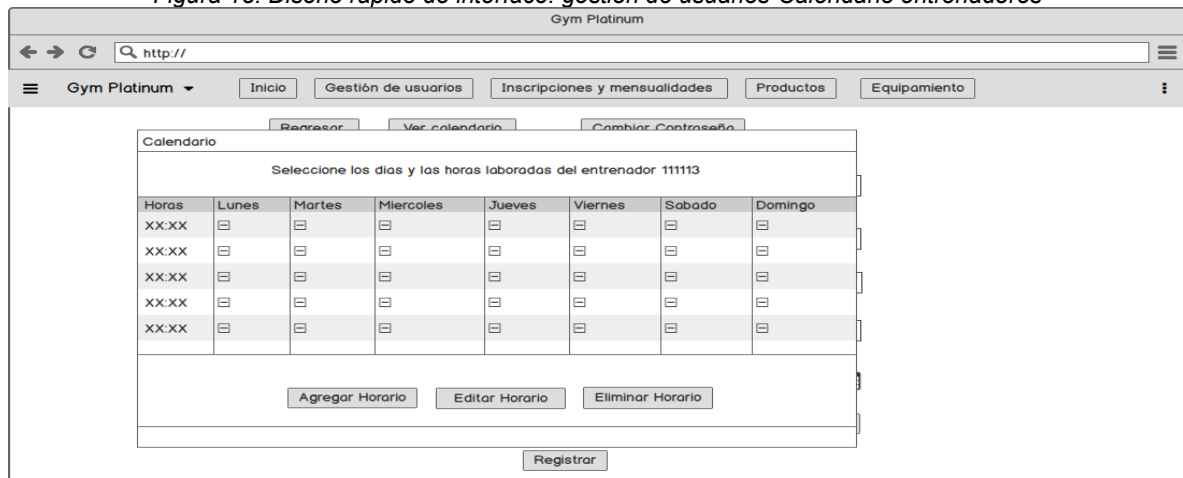 Figura 18. Diseño rápido de interfaco: gestión de usuarios-Calendario entrenadores
Gym Platinum
http://
Gym Platinum Inicio Gestión de usuarios Inscripciones y mensualidades Productos Equipamiento
Regresar Ver calendario Cambiar Contraseña
Calendario
Seleccione los dias y las horas laboradas del entrenador 111113
Horas Lunes Martes Miercoles Jueves Viernes Sabado Domingo
XX:XX
XX:XX
XX:XX
XX:XX
XX:XX
Agregar Horario Editar Horario Eliminar Horario
Registrar